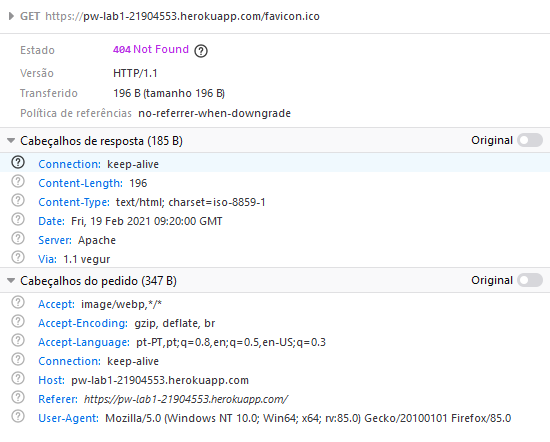 GET https://pw-lab1-21904553.herokuapp.com/favicon.ico
Estado 404 Not Found
Versão HTTP/1.1
Transferido 196 B (tamanho 196 B)
Política de referências no-referrer-when-downgrade
Cabeçalhos de resposta (185 B) Original
Connection: keep-alive
Content-Length: 196
Content-Type: text/html; charset=iso-8859-1
Date: Fri, 19 Feb 2021 09:20:00 GMT
Server: Apache
Via: 1.1 vegur
Cabeçalhos do pedido (347 B) Original
Accept: image/webp,*/*
Accept-Encoding: gzip, deflate, br
Accept-Language: pt-PT,pt;q=0.8,en;q=0.5,en-US;q=0.3
Connection: keep-alive
Host: pw-lab1-21904553.herokuapp.com
Referer: https://pw-lab1-21904553.herokuapp.com/
User-Agent: Mozilla/5.0 (Windows NT 10.0; Win64; x64; rv:85.0) Gecko/20100101 Firefox/85.0